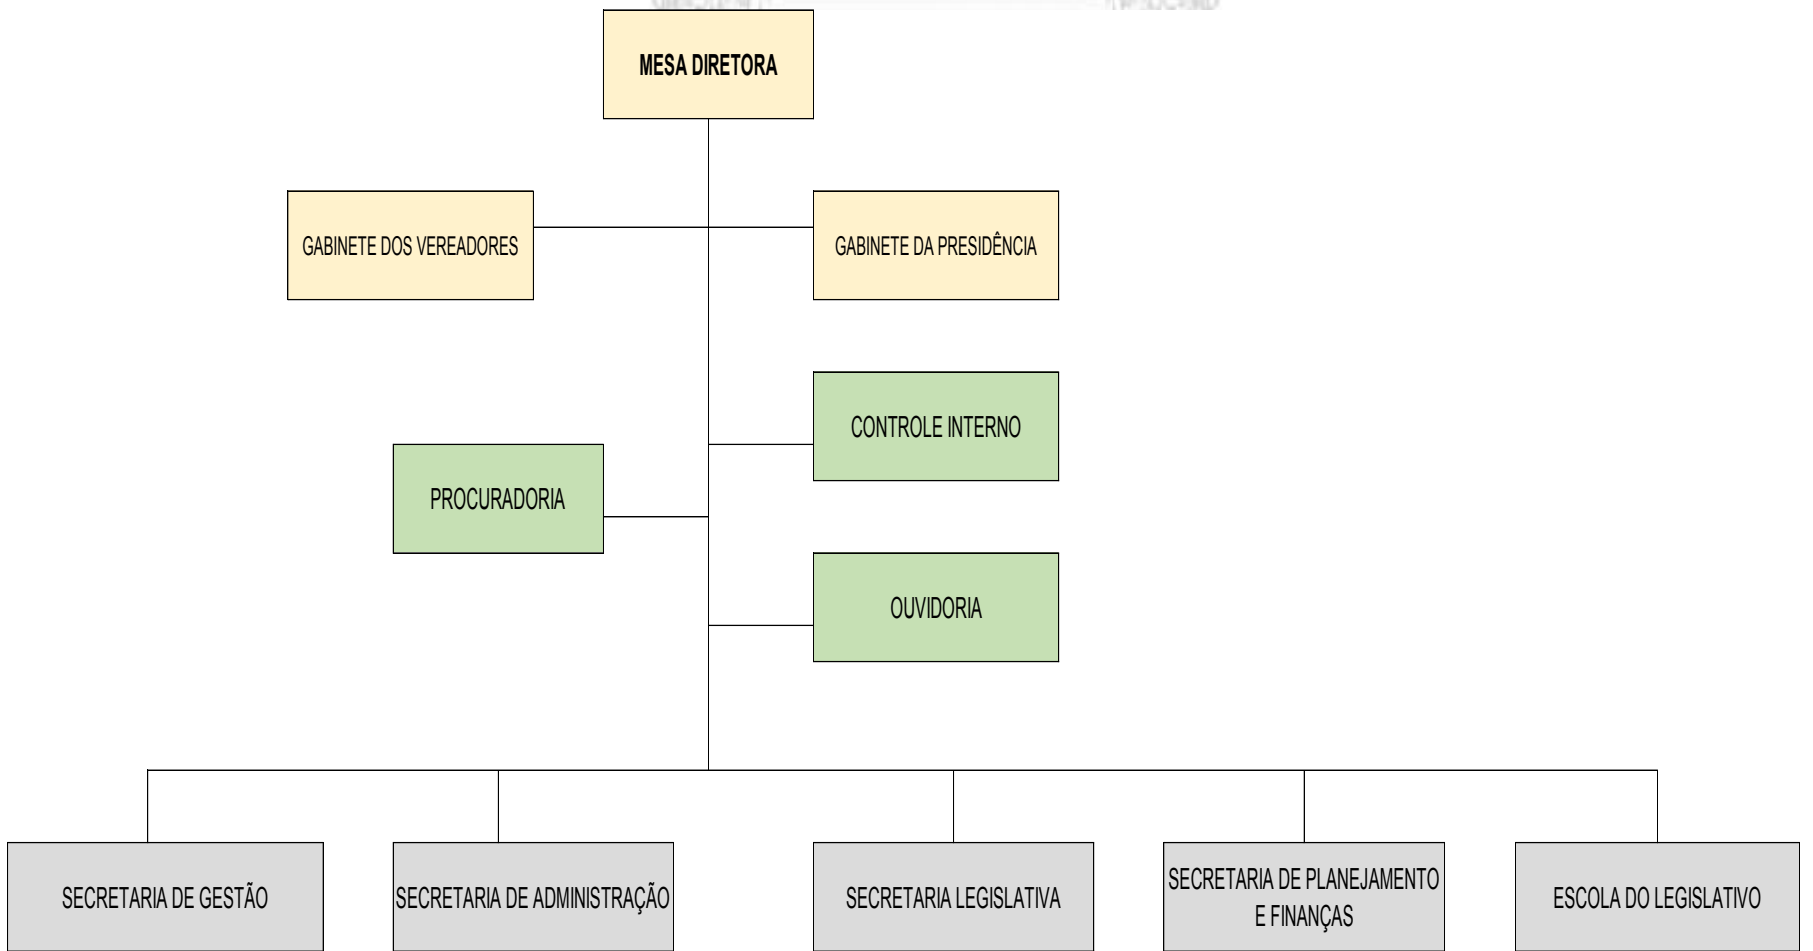 MESA DIRETORA
GABINETE DOS VEREADORES
GABINETE DA PRESIDÊNCIA
CONTROLE INTERNO
PROCURADORIA
OUVIDORIA
SECRETARIA DE GESTÃO
SECRETARIA DE ADMINISTRAÇÃO
SECRETARIA LEGISLATIVA
SECRETARIA DE PLANEJAMENTO
E FINANÇAS
ESCOLA DO LEGISLATIVO